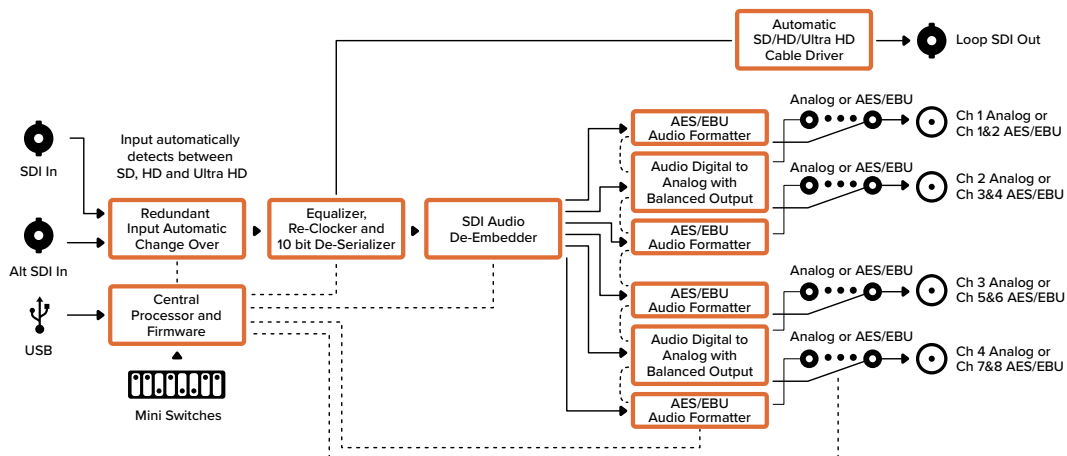 Automatic
SD/HD/Ultra HD
Cable Driver
Loop SDI Out
SDI In
Input automatically
detects between
SD, HD and Ultra HD
Alt SDI In
Redundant
Input Automatic
Change Over
Equalizer,
Re-Clocker and
10 bit De-Serializer
SDI Audio
De-Embedder
USB
Central
Processor and
Firmware
Mini Switches
AES/EBU
Audio Formatter
Audio Digital to
Analog with
Balanced Output
AES/EBU
Audio Formatter
AES/EBU
Audio Formatter
Audio Digital to
Analog with
Balanced Output
AES/EBU
Audio Formatter
Analog or AES/EBU
Ch 1 Analog or
Ch 1&2 AES/EBU
Analog or AES/EBU
Ch 2 Analog or
Ch 3&4 AES/EBU
Analog or AES/EBU
Ch 3 Analog or
Ch 5&6 AES/EBU
Analog or AES/EBU
Ch 4 Analog or
Ch 7&8 AES/EBU